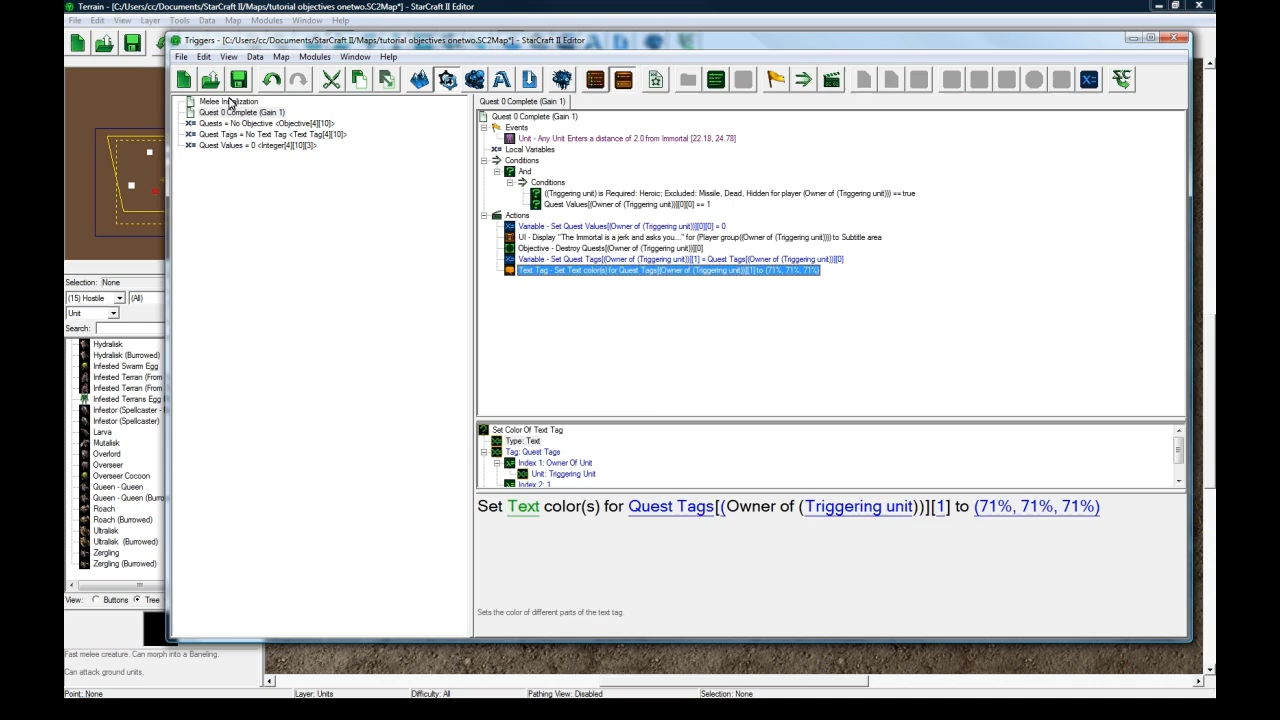 Terrain - [C:/Users/cc/Documents/StarCraft II/Maps/tutorial objectives onetwo.SC2Map*] - StarCraft II Editor
File Edit View Layer Tools Data Map Modules Window Help
Triggers - [C:/Users/cc/Documents/StarCraft II/Maps/tutorial objectives onetwo.SC2Map*] - StarCraft II Editor
File Edit View Data Map Modules Window Help
Melee Initialization
Quest 0 Complete (Gain 1)
Quests = No Objective <Objective[4][10]>
Quest Tags = No Text Tag <Text Tag[4][10]>
Quest Values = 0 <Integer[4][10][3]>
Quest 0 Complete (Gain 1)
Quest 0 Complete (Gain 1)
Events
Unit - Any Unit Enters a distance of 2.0 from Immortal [22.18, 24.78]
Local Variables
Conditions
And
Conditions
((Triggering unit) is Required: Heroic; Excluded: Missile, Dead, Hidden for player (Owner of (Triggering unit))) == true
Quest Values[(Owner of (Triggering unit))][0][0] == 1
Actions
Variable - Set Quest Values[(Owner of (Triggering unit))][0][0] = 0
UI - Display "The Immortal is a jerk and asks you..." for (Player group((Owner of (Triggering unit)))) to Subtitle area
Objective - Destroy Quests[(Owner of (Triggering unit))][0]
Variable - Set Quest Tags[(Owner of (Triggering unit))][1] = Quest Tags[(Owner of (Triggering unit))][0]
Text Tag - Set Text color(s) for Quest Tags[(Owner of (Triggering unit))][1] to (71%, 71%, 71%)
Selection: None
(15) Hostile (All)
Unit
Search:
Hydralisk
Hydralisk (Burrowed)
Infested Swarm Egg
Infested Terran (From
Infested Terran (From
Infested Terrans Egg
Infestor (Spellcaster -
Infestor (Spellcaster)
Larva
Mutalisk
Overlord
Overseer
Overseer Cocoon
Queen - Queen
Queen - Queen (Burro
Roach
Roach (Burrowed)
Ultralisk
Ultralisk (Burrowed)
Zergling
Zergling (Burrowed)
View: Buttons Tree
Set Color Of Text Tag
Type: Text
Tag: Quest Tags
Index 1: Owner Of Unit
Unit: Triggering Unit
Index 2: 1
Set Text color(s) for Quest Tags[(Owner of (Triggering unit))][1] to (71%, 71%, 71%)
Sets the color of different parts of the text tag.
Fast melee creature. Can morph into a Baneling.
Can attack ground units.
Point: None Layer: Units Difficulty: All Pathing View: Disabled Selection: None